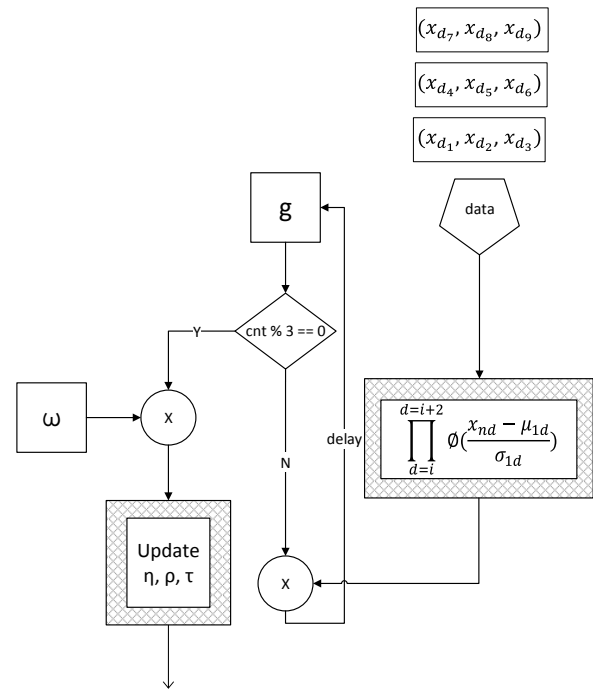 (x_{d_7}, x_{d_8}, x_{d_9})
(x_{d_4}, x_{d_5}, x_{d_6})
(x_{d_1}, x_{d_2}, x_{d_3})
data
g
cnt % 3 == 0
Y
ω
X
N
delay
∏_{d=i}^{d=i+2} Ø(\frac{x_{nd} − μ_{1d}}{σ_{1d}})
Update
η, ρ, τ
X